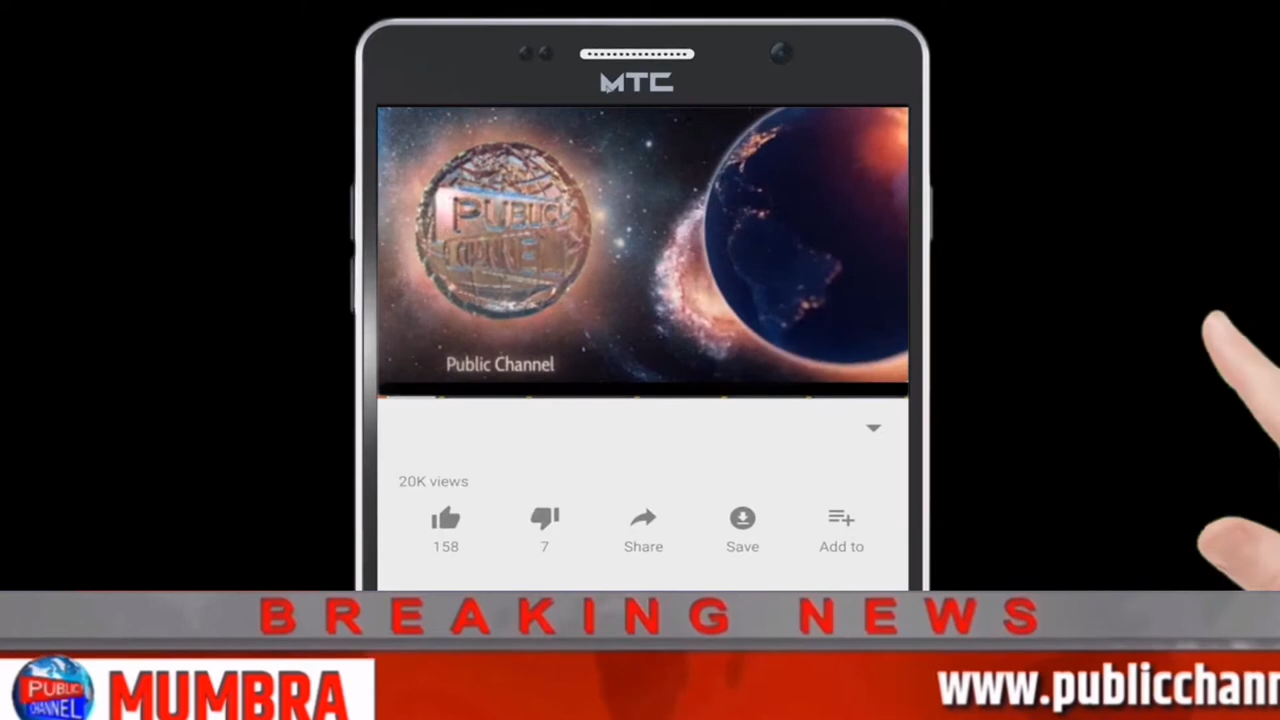 MTC
PUBLIC
CHANNEL
Public Channel
20K views
158
7
Share
Save
Add to
BREAKING NEWS
PUBLIC
CHANNEL
MUMBRA
www.publicchann